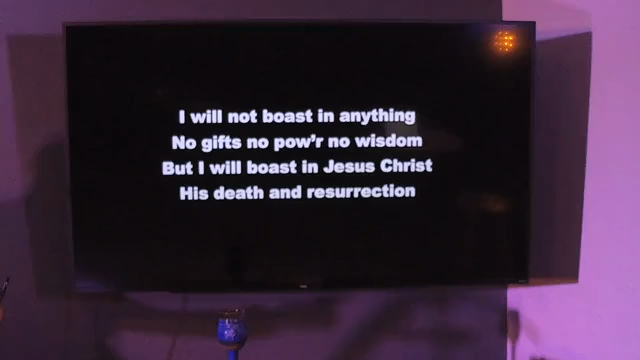 I will not boast in anything
No gifts no pow'r no wisdom
But I will boast in Jesus Christ
His death and resurrection